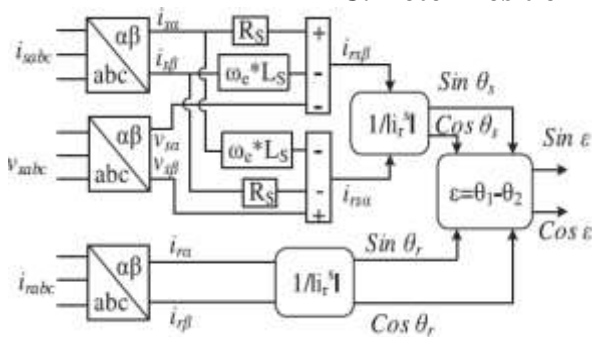 i_sabc
αβ
abc
i_sα
i_sβ
R_S
ω_e*L_S
+
-
-
i_rsβ
v_sabc
αβ
abc
v_sα
v_sβ
ω_e*L_S
R_S
-
-
+
i_rsα
1/|i_r^s|
Sin θ_s
Cos θ_s
ε=θ_1-θ_2
Sin ε
Cos ε
i_rabc
αβ
abc
i_rα
i_rβ
1/|i_r^s|
Sin θ_r
Cos θ_r